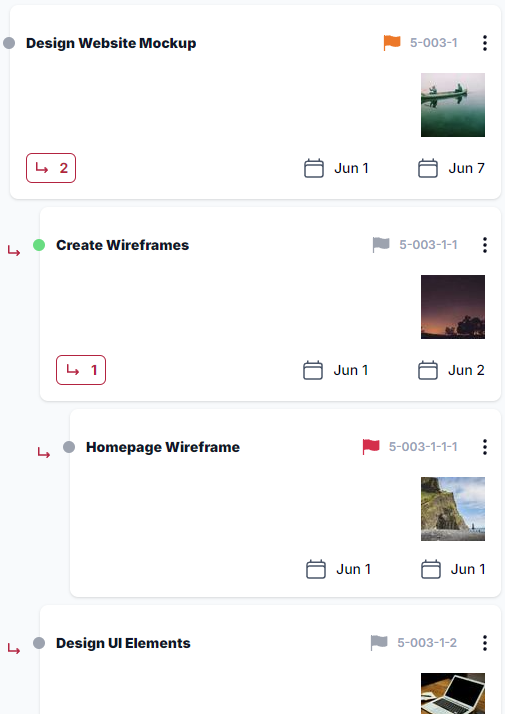 Design Website Mockup 5-003-1
2 Jun 1 Jun 7
Create Wireframes 5-003-1-1
1 Jun 1 Jun 2
Homepage Wireframe 5-003-1-1-1
Jun 1 Jun 1
Design UI Elements 5-003-1-2